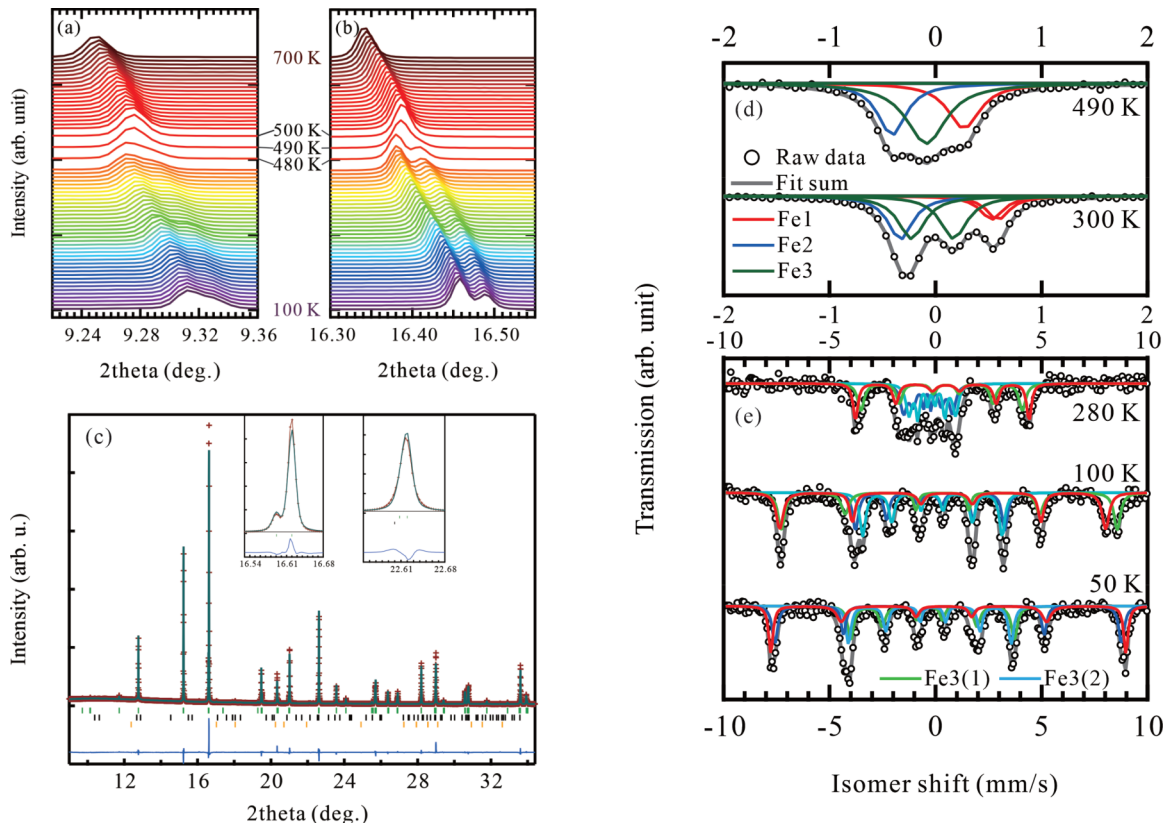 (a)
(b)
700 K
500 K
490 K
480 K
100 K
Intensity (arb. unit)
9.24 9.28 9.32 9.36
16.30 16.40 16.50
2theta (deg.)
2theta (deg.)
(c)
16.54 16.61 16.68
22.61 22.68
Intensity (arb. u.)
12 16 20 24 28 32
2theta (deg.)
-2 -1 0 1 2
(d)
490 K
Raw data
Fit sum
300 K
Fe1
Fe2
Fe3
-2 -1 0 1 2
-10 -5 0 5 10
(e)
280 K
100 K
50 K
Fe3(1) Fe3(2)
Transmission (arb. unit)
-10 -5 0 5 10
Isomer shift (mm/s)